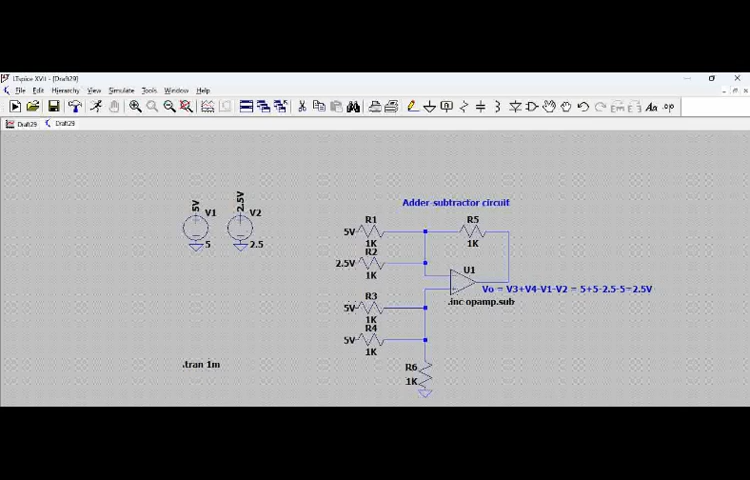 LTspice XVII - [Draft29]
File Edit Hierarchy View Simulate Tools Window Help
Draft29 Draft29
5V 2.5V
V1 V2
5 2.5
Adder-subtractor circuit
R1 R5
5V
1K 1K
R2
2.5V
1K
U1
Vo = V3+V4-V1-V2 = 5+5-2.5-5=2.5V
.inc opamp.sub
R3
5V
1K
R4
5V
1K
.tran 1m
R6
1K